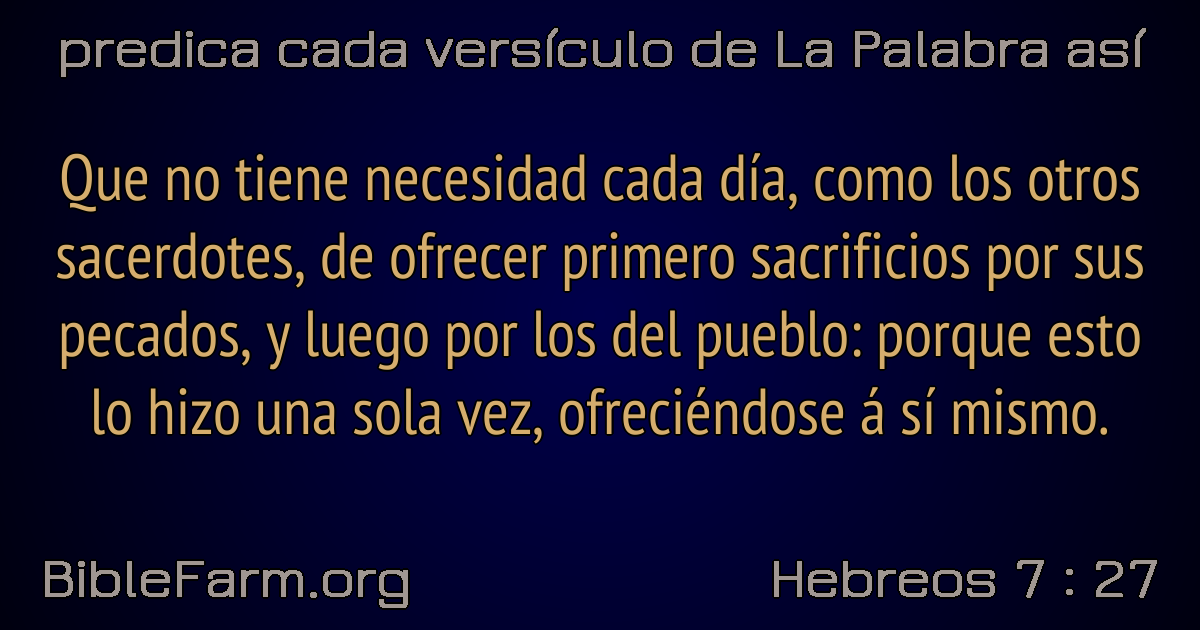 predica cada versículo de La Palabra así
Que no tiene necesidad cada día, como los otros
sacerdotes, de ofrecer primero sacrificios por sus
pecados, y luego por los del pueblo: porque esto
lo hizo una sola vez, ofreciéndose á sí mismo.
BibleFarm.org
Hebreos 7 : 27